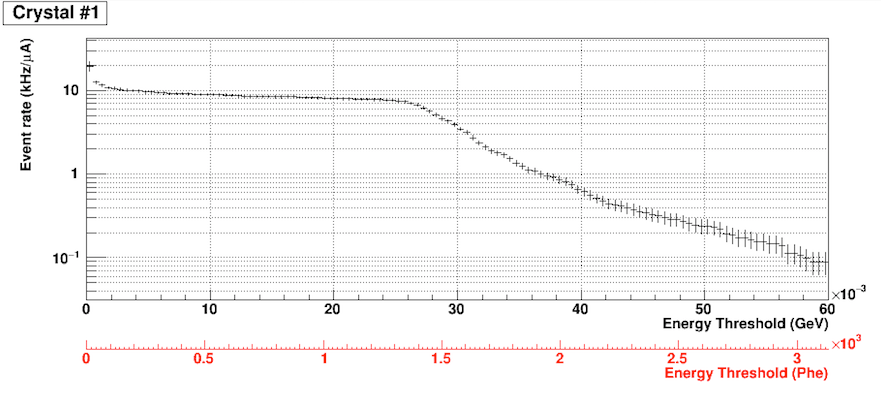 Crystal #1
Event rate (kHz/μA)
10
1
10⁻¹
0 10 20 30 40 50 60
×10⁻³
Energy Threshold (GeV)
0 0.5 1 1.5 2 2.5 3
×10³
Energy Threshold (Phe)